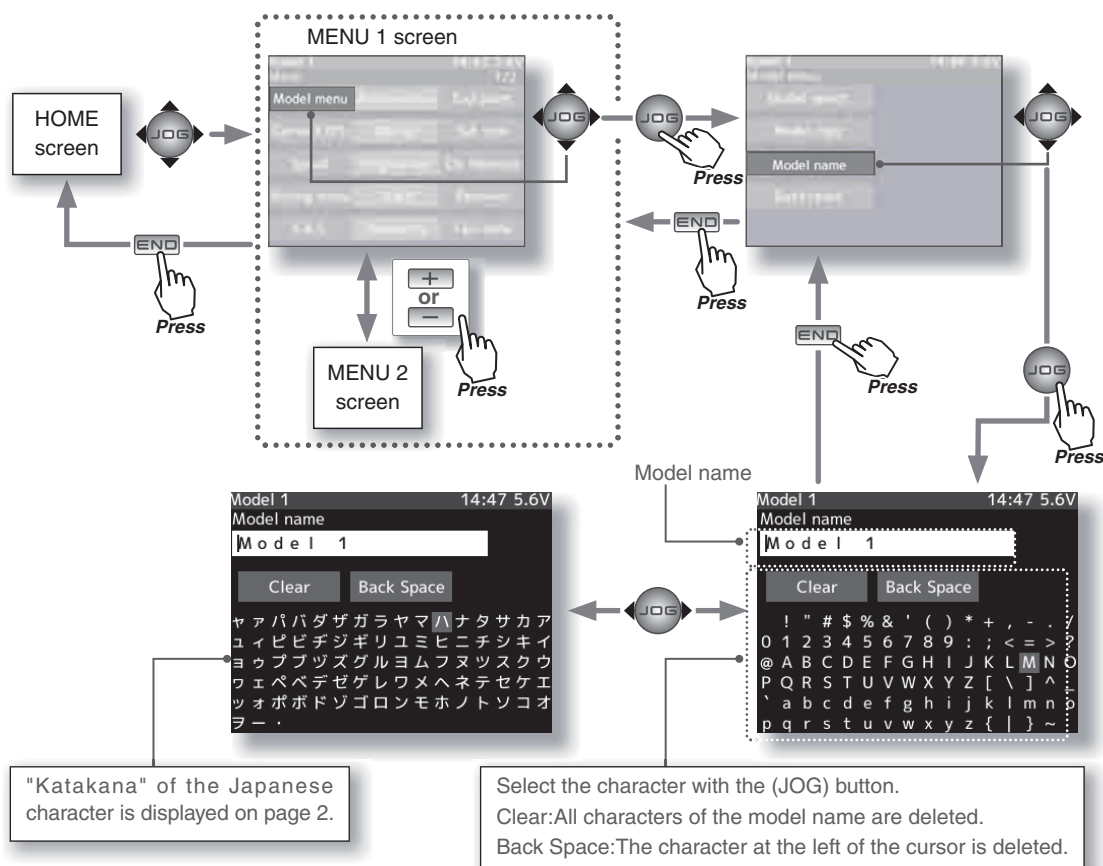 MENU 1 screen
Model menu
HOME
screen
JOG
JOG
JOG
Press
END
Press
+
or
−
Press
MENU 2
screen
Model name
JOG
END
Press
END
Press
JOG
Press
Model name
Model 1 14:47 5.6V
Model name
Model 1
Clear Back Space
ャ ァ パ バ ダ ザ ガ ラ ヤ マ ハ ナ タ サ カ ア
ュ ィ ピ ビ ヂ ジ ギ リ ユ ミ ヒ ニ チ シ キ イ
ョ ゥ プ ブ ヅ ズ グ ル ヨ ム フ ヌ ツ ス ク ウ
ヮ ェ ペ ベ デ ゼ ゲ レ ワ メ ヘ ネ テ セ ケ エ
ッ ォ ポ ボ ド ゾ ゴ ロ ン モ ホ ノ ト ソ コ オ
ヲ ー ・
JOG
Model 1 14:47 5.6V
Model name
Model 1
Clear Back Space
! " # $ % & ' ( ) * + , - . /
0 1 2 3 4 5 6 7 8 9 : ; < = > ?
@ A B C D E F G H I J K L M N O
P Q R S T U V W X Y Z [ \ ] ^ _
` a b c d e f g h i j k l m n o
p q r s t u v w x y z { | } ~
"Katakana" of the Japanese
character is displayed on page 2.
Select the character with the (JOG) button.
Clear:All characters of the model name are deleted.
Back Space:The character at the left of the cursor is deleted.